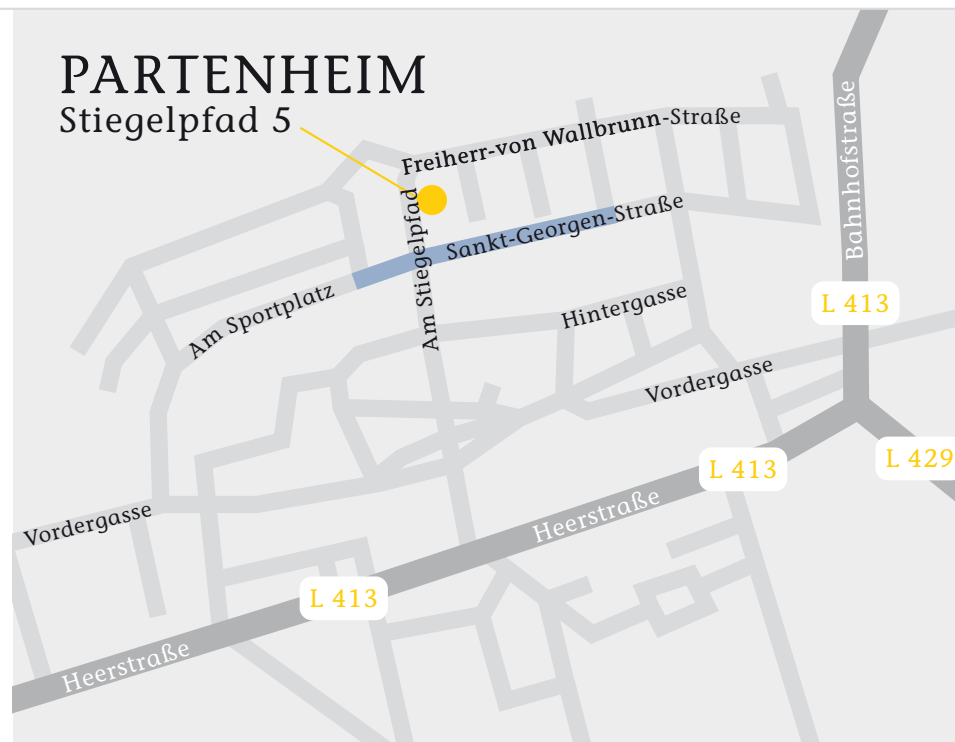 PARTENHEIM
Stiegelpfad 5
Freiherr-von Wallbrunn-Straße
Bahnhofstraße
Am Stiegelpfad
Sankt-Georgen-Straße
Am Sportplatz
Hintergasse
L 413
Vordergasse
L 413
L 429
Heerstraße
Vordergasse
L 413
Heerstraße